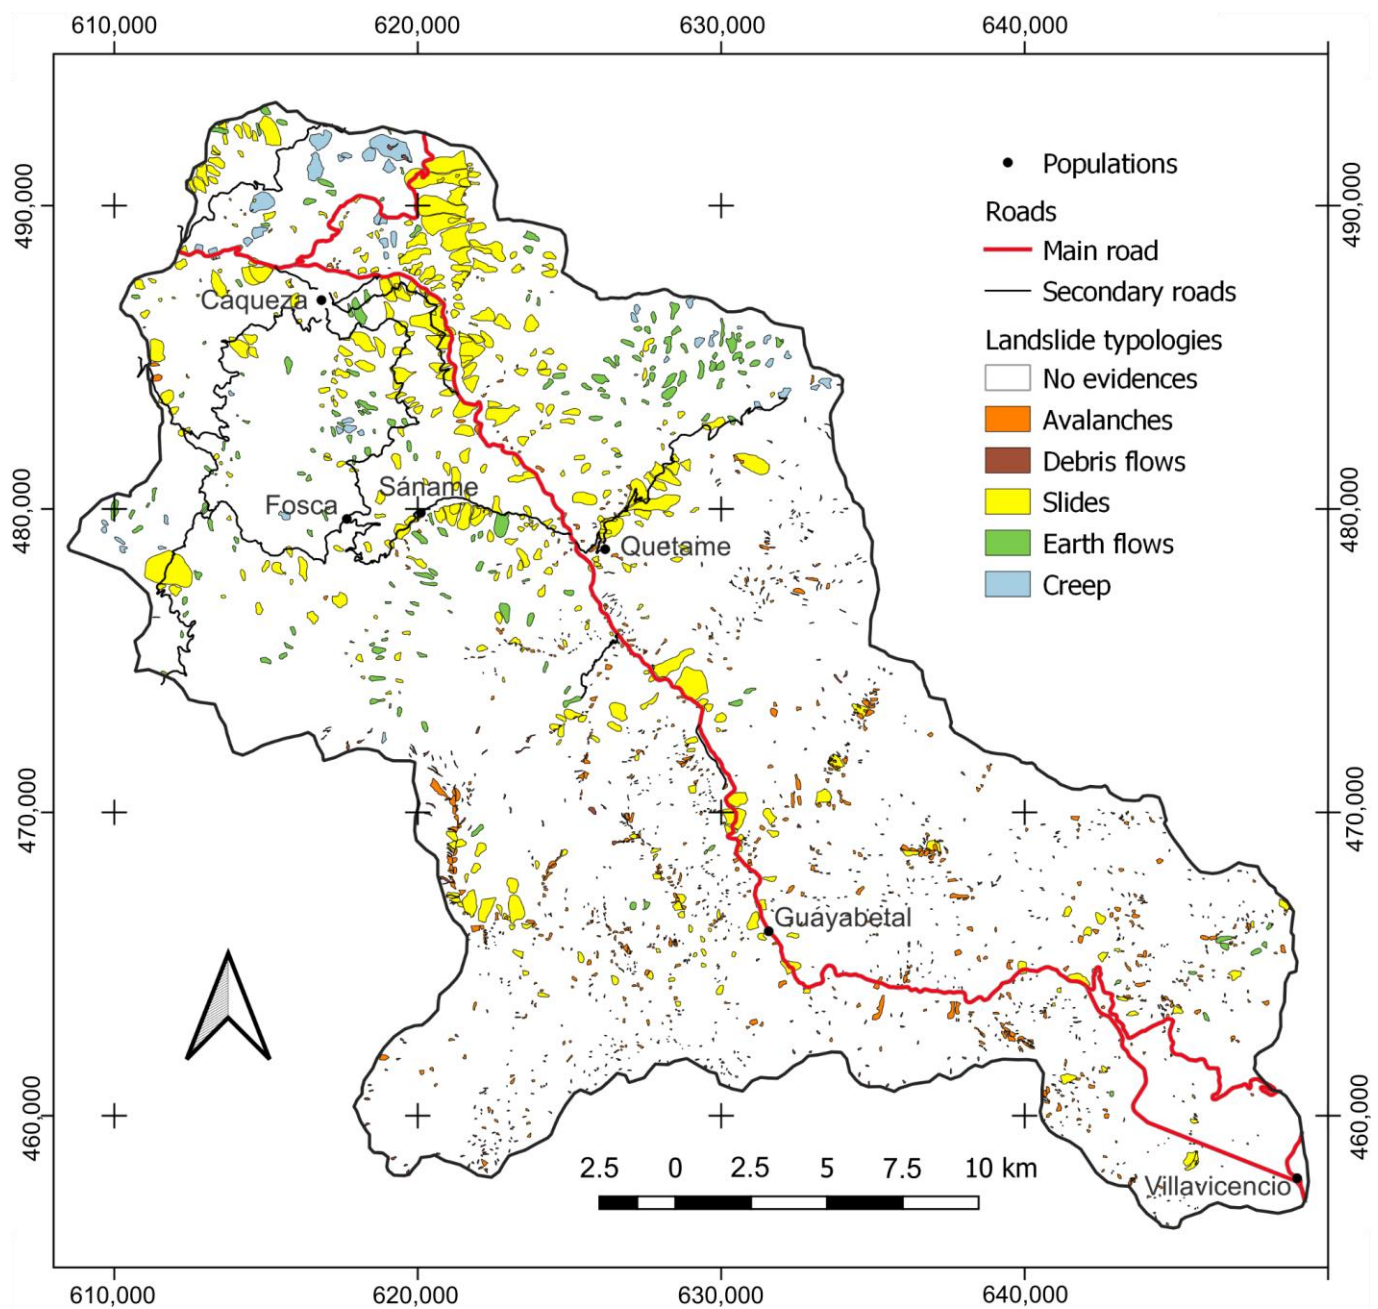 610,000 620,000 630,000 640,000
490,000
480,000
470,000
460,000
490,000
480,000
470,000
460,000
Populations
Roads
Main road
Secondary roads
Landslide typologies
No evidences
Avalanches
Debris flows
Slides
Earth flows
Creep
Cáqueza
Fosca
Sáname
Quetame
Guayabetal
Villavicencio
2.5 0 2.5 5 7.5 10 km
610,000 620,000 630,000 640,000